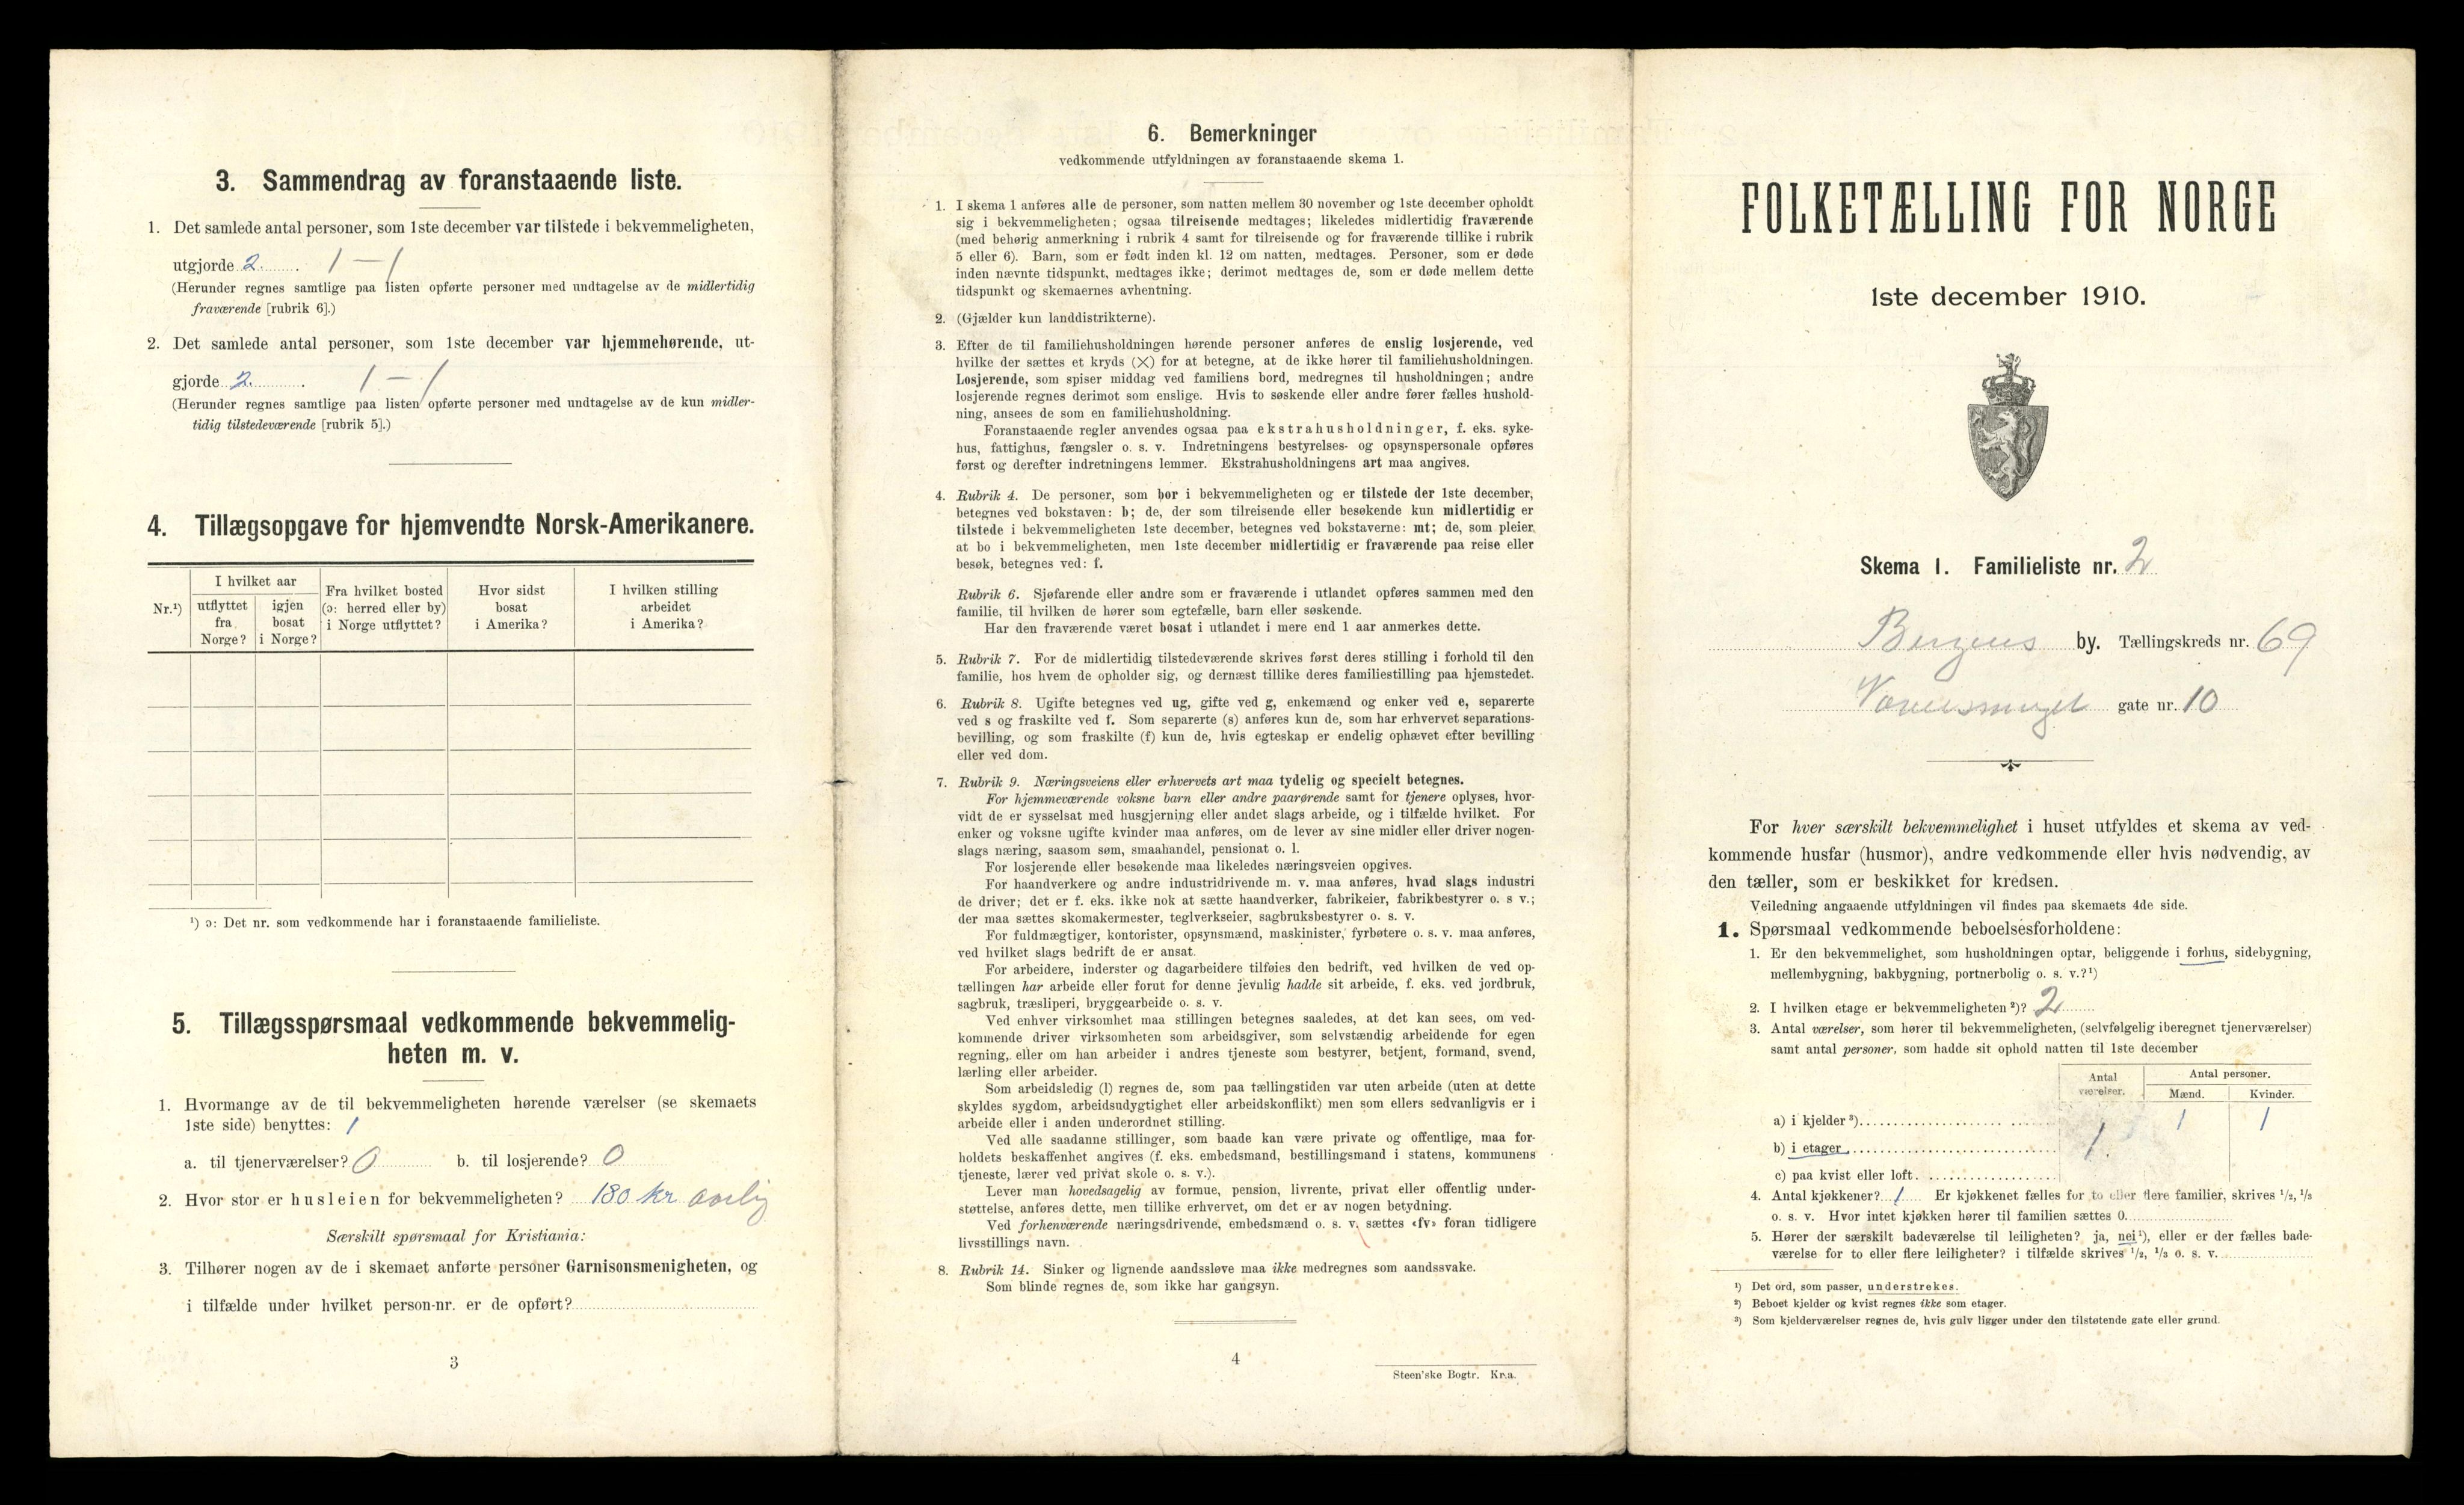 3. Sammendrag av foranstaaende liste.
1. Det samlede antal personer, som 1ste december var tilstede i bekvemmeligheten,
utgjorde 2. 1 — 1
(Herunder regnes samtlige paa listen opførte personer med undtagelse av de midlertidig
fraværende [rubrik 6].)
2. Det samlede antal personer, som 1ste december var hjemmehørende, ut-
gjorde 2. 1 — 1
(Herunder regnes samtlige paa listen opførte personer med undtagelse av de kun midler-
tidig tilstedeværende [rubrik 5].)
4. Tillægsopgave for hjemvendte Norsk-Amerikanere.
Nr.¹)
I hvilket aar
utflyttet fra Norge?
igjen bosat i Norge?
Fra hvilket bosted (ɔ: herred eller by) i Norge utflyttet?
Hvor sidst bosat i Amerika?
I hvilken stilling arbeidet i Amerika?
¹) ɔ: Det nr. som vedkommende har i foranstaaende familieliste.
5. Tillægsspørsmaal vedkommende bekvemmelig-
heten m. v.
1. Hvormange av de til bekvemmeligheten hørende værelser (se skemaets
1ste side) benyttes: 1
a. til tjenerværelser? 0 b. til losjerende? 0
2. Hvor stor er husleien for bekvemmeligheten? 180 kr aarlig
Særskilt spørsmaal for Kristiania:
3. Tilhører nogen av de i skemaet anførte personer Garnisonsmenigheten, og
i tilfælde under hvilket person-nr. er de opført?
3
6. Bemerkninger
vedkommende utfyldningen av foranstaaende skema 1.
1. I skema 1 anføres alle de personer, som natten mellem 30 november og 1ste december opholdt
sig i bekvemmeligheten; ogsaa tilreisende medtages; likeledes midlertidig fraværende
(med behørig anmerkning i rubrik 4 samt for tilreisende og for fraværende tillike i rubrik
5 eller 6). Barn, som er født inden kl. 12 om natten, medtages. Personer, som er døde
inden nævnte tidspunkt, medtages ikke; derimot medtages de, som er døde mellem dette
tidspunkt og skemaernes avhentning.
2. (Gjælder kun landdistrikterne).
3. Efter de til familiehusholdningen hørende personer anføres de enslig losjerende, ved
hvilke der sættes et kryds (×) for at betegne, at de ikke hører til familiehusholdningen.
Losjerende, som spiser middag ved familiens bord, medregnes til husholdningen; andre
losjerende regnes derimot som enslige. Hvis to søskende eller andre fører fælles hushold-
ning, ansees de som en familiehusholdning.
Foranstaaende regler anvendes ogsaa paa ekstrahusholdninger, f. eks. syke-
hus, fattighus, fængsler o. s. v. Indretningens bestyrelses- og opsynspersonale opføres
først og derefter indretningens lemmer. Ekstrahusholdningens art maa angives.
4. Rubrik 4. De personer, som bor i bekvemmeligheten og er tilstede der 1ste december,
betegnes ved bokstaven: b; de, der som tilreisende eller besøkende kun midlertidig er
tilstede i bekvemmeligheten 1ste december, betegnes ved bokstaverne: mt; de, som pleier
at bo i bekvemmeligheten, men 1ste december midlertidig er fraværende paa reise eller
besøk, betegnes ved: f.
Rubrik 6. Sjøfarende eller andre som er fraværende i utlandet opføres sammen med den
familie, til hvilken de hører som egtefælle, barn eller søskende.
Har den fraværende været bosat i utlandet i mere end 1 aar anmerkes dette.
5. Rubrik 7. For de midlertidig tilstedeværende skrives først deres stilling i forhold til den
familie, hos hvem de opholder sig, og dernæst tillike deres familiestilling paa hjemstedet.
6. Rubrik 8. Ugifte betegnes ved ug, gifte ved g, enkemænd og enker ved e, separerte
ved s og fraskilte ved f. Som separerte (s) anføres kun de, som har erhvervet separations-
bevilling, og som fraskilte (f) kun de, hvis egteskap er endelig ophævet efter bevilling
eller ved dom.
7. Rubrik 9. Næringsveiens eller erhvervets art maa tydelig og specielt betegnes.
For hjemmeværende voksne barn eller andre paarørende samt for tjenere oplyses, hvor-
vidt de er sysselsat med husgjerning eller andet slags arbeide, og i tilfælde hvilket. For
enker og voksne ugifte kvinder maa anføres, om de lever av sine midler eller driver nogen-
slags næring, saasom søm, smaahandel, pensionat o. l.
For losjerende eller besøkende maa likeledes næringsveien opgives.
For haandverkere og andre industridrivende m. v. maa anføres, hvad slags industri
de driver; det er f. eks. ikke nok at sætte haandverker, fabrikeier, fabrikbestyrer o. s v.;
der maa sættes skomakermester, teglverkseier, sagbruksbestyrer o. s. v.
For fuldmægtiger, kontorister, opsynsmænd, maskinister, fyrbøtere o. s. v. maa anføres,
ved hvilket slags bedrift de er ansat.
For arbeidere, inderster og dagarbeidere tilføies den bedrift, ved hvilken de ved op-
tællingen har arbeide eller forut for denne jevnlig hadde sit arbeide, f. eks. ved jordbruk,
sagbruk, træsliperi, bryggearbeide o. s. v.
Ved enhver virksomhet maa stillingen betegnes saaledes, at det kan sees, om ved-
kommende driver virksomheten som arbeidsgiver, som selvstændig arbeidende for egen
regning, eller om han arbeider i andres tjeneste som bestyrer, betjent, formand, svend,
lærling eller arbeider.
Som arbeidsledig (l) regnes de, som paa tællingstiden var uten arbeide (uten at dette
skyldes sygdom, arbeidsudygtighet eller arbeidskonflikt) men som ellers sedvanligvis er i
arbeide eller i anden underordnet stilling.
Ved alle saadanne stillinger, som baade kan være private og offentlige, maa for-
holdets beskaffenhet angives (f. eks. embedsmand, bestillingsmand i statens, kommunens
tjeneste, lærer ved privat skole o. s. v.).
Lever man hovedsagelig av formue, pension, livrente, privat eller offentlig under-
støttelse, anføres dette, men tillike erhvervet, om det er av nogen betydning.
Ved forhenværende næringsdrivende, embedsmænd o. s. v. sættes «fv» foran tidligere
livsstillings navn.
8. Rubrik 14. Sinker og lignende aandssløve maa ikke medregnes som aandssvake.
Som blinde regnes de, som ikke har gangsyn.
4
Steen'ske Bogtr. Kr.a.
FOLKETÆLLING FOR NORGE
1ste december 1910.
Skema 1. Familieliste nr. 2
Bergens by. Tællingskreds nr. 69
gate nr. 10
For hver særskilt bekvemmelighet i huset utfyldes et skema av ved-
kommende husfar (husmor), andre vedkommende eller hvis nødvendig, av
den tæller, som er beskikket for kredsen.
Veiledning angaaende utfyldningen vil findes paa skemaets 4de side.
1. Spørsmaal vedkommende beboelsesforholdene:
1. Er den bekvemmelighet, som husholdningen optar, beliggende i forhus, sidebygning,
mellembygning, bakbygning, portnerbolig o. s. v.?¹)
2. I hvilken etage er bekvemmeligheten²)? 2
3. Antal værelser, som hører til bekvemmeligheten, (selvfølgelig iberegnet tjenerværelser)
samt antal personer, som hadde sit ophold natten til 1ste december
Antal værelser. Antal personer.
Mænd. Kvinder.
a) i kjelder³) 1 1
b) i etager 1
c) paa kvist eller loft
4. Antal kjøkkener? 1 Er kjøkkenet fælles for to eller flere familier, skrives 1/2, 1/3
o. s. v. Hvor intet kjøkken hører til familien sættes 0.
5. Hører der særskilt badeværelse til leiligheten? ja, nei¹), eller er der fælles bade-
værelse for to eller flere leiligheter? i tilfælde skrives 1/2, 1/3 o. s. v.
¹) Det ord, som passer, understrekes.
²) Beboet kjelder og kvist regnes ikke som etager.
³) Som kjelderværelser regnes de, hvis gulv ligger under den tilstøtende gate eller grund.